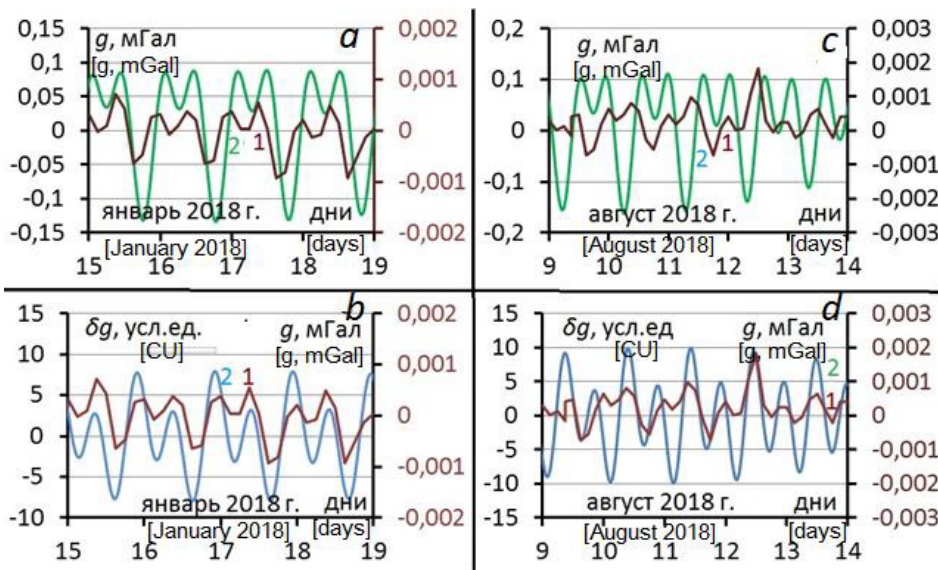 0,15 a 0,002
g, мГал
[g, mGal]
0,1 0,001
0,05
0 2 1 0
-0,05
-0,001
-0,1
январь 2018 г. дни
-0,15 -0,002
[January 2018] [days]
15 16 17 18 19
0,2 c 0,003
g, мГал
[g, mGal]
0,002
0,1 0,001
0 2 1 0
-0,001
-0,1
-0,002
август 2018 г. дни
-0,2 -0,003
[August 2018] [days]
9 10 11 12 13 14
15 b 0,002
δg, усл.ед. g, мГал
[CU] [g, mGal]
10 0,001
5 2 1
0 0
-5 -0,001
январь 2018 г. дни
-10 -0,002
[January 2018] [days]
15 16 17 18 19
15 d 0,003
δg, усл.ед g, мГал
[CU] [g, mGal]
10 0,002
2
5 0,001
1
0 0
-5 -0,001
-10 -0,002
август 2018 г. дни
-15 -0,003
[August 2018] [days]
9 10 11 12 13 14